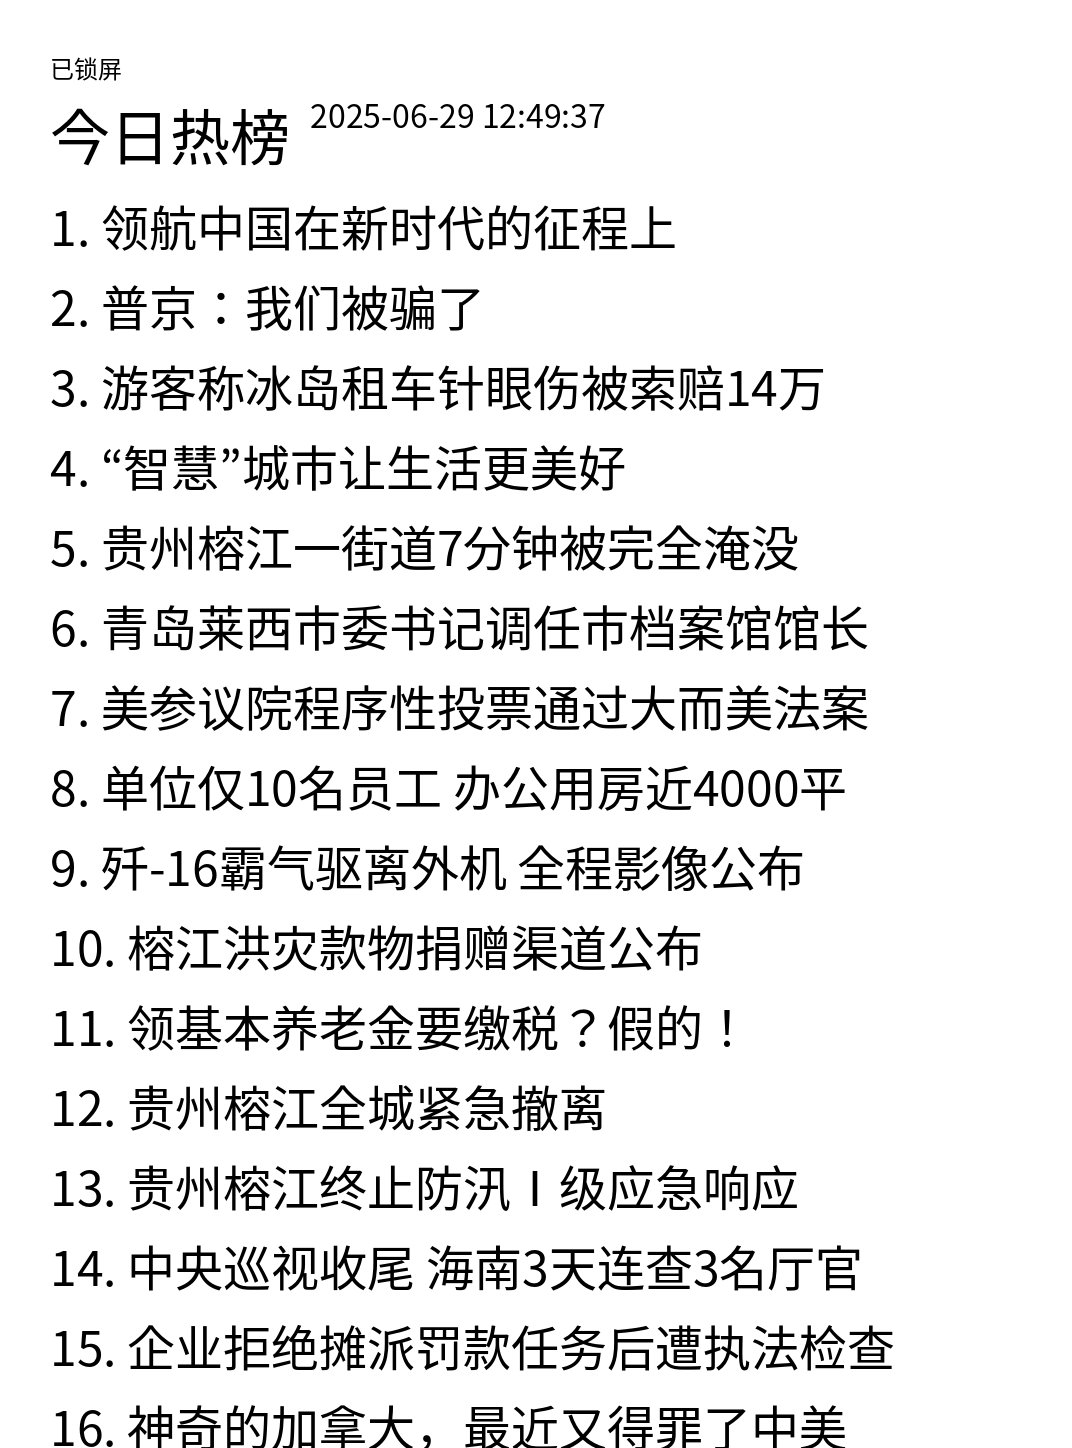 已锁屏
今日热榜 2025-06-29 12:49:37
1. 领航中国在新时代的征程上
2. 普京：我们被骗了
3. 游客称冰岛租车针眼伤被索赔14万
4. “智慧”城市让生活更美好
5. 贵州榕江一街道7分钟被完全淹没
6. 青岛莱西市委书记调任市档案馆馆长
7. 美参议院程序性投票通过大而美法案
8. 单位仅10名员工 办公用房近4000平
9. 歼-16霸气驱离外机 全程影像公布
10. 榕江洪灾款物捐赠渠道公布
11. 领基本养老金要缴税？假的！
12. 贵州榕江全城紧急撤离
13. 贵州榕江终止防汛Ⅰ级应急响应
14. 中央巡视收尾 海南3天连查3名厅官
15. 企业拒绝摊派罚款任务后遭执法检查
16. 神奇的加拿大，最近又得罪了中美